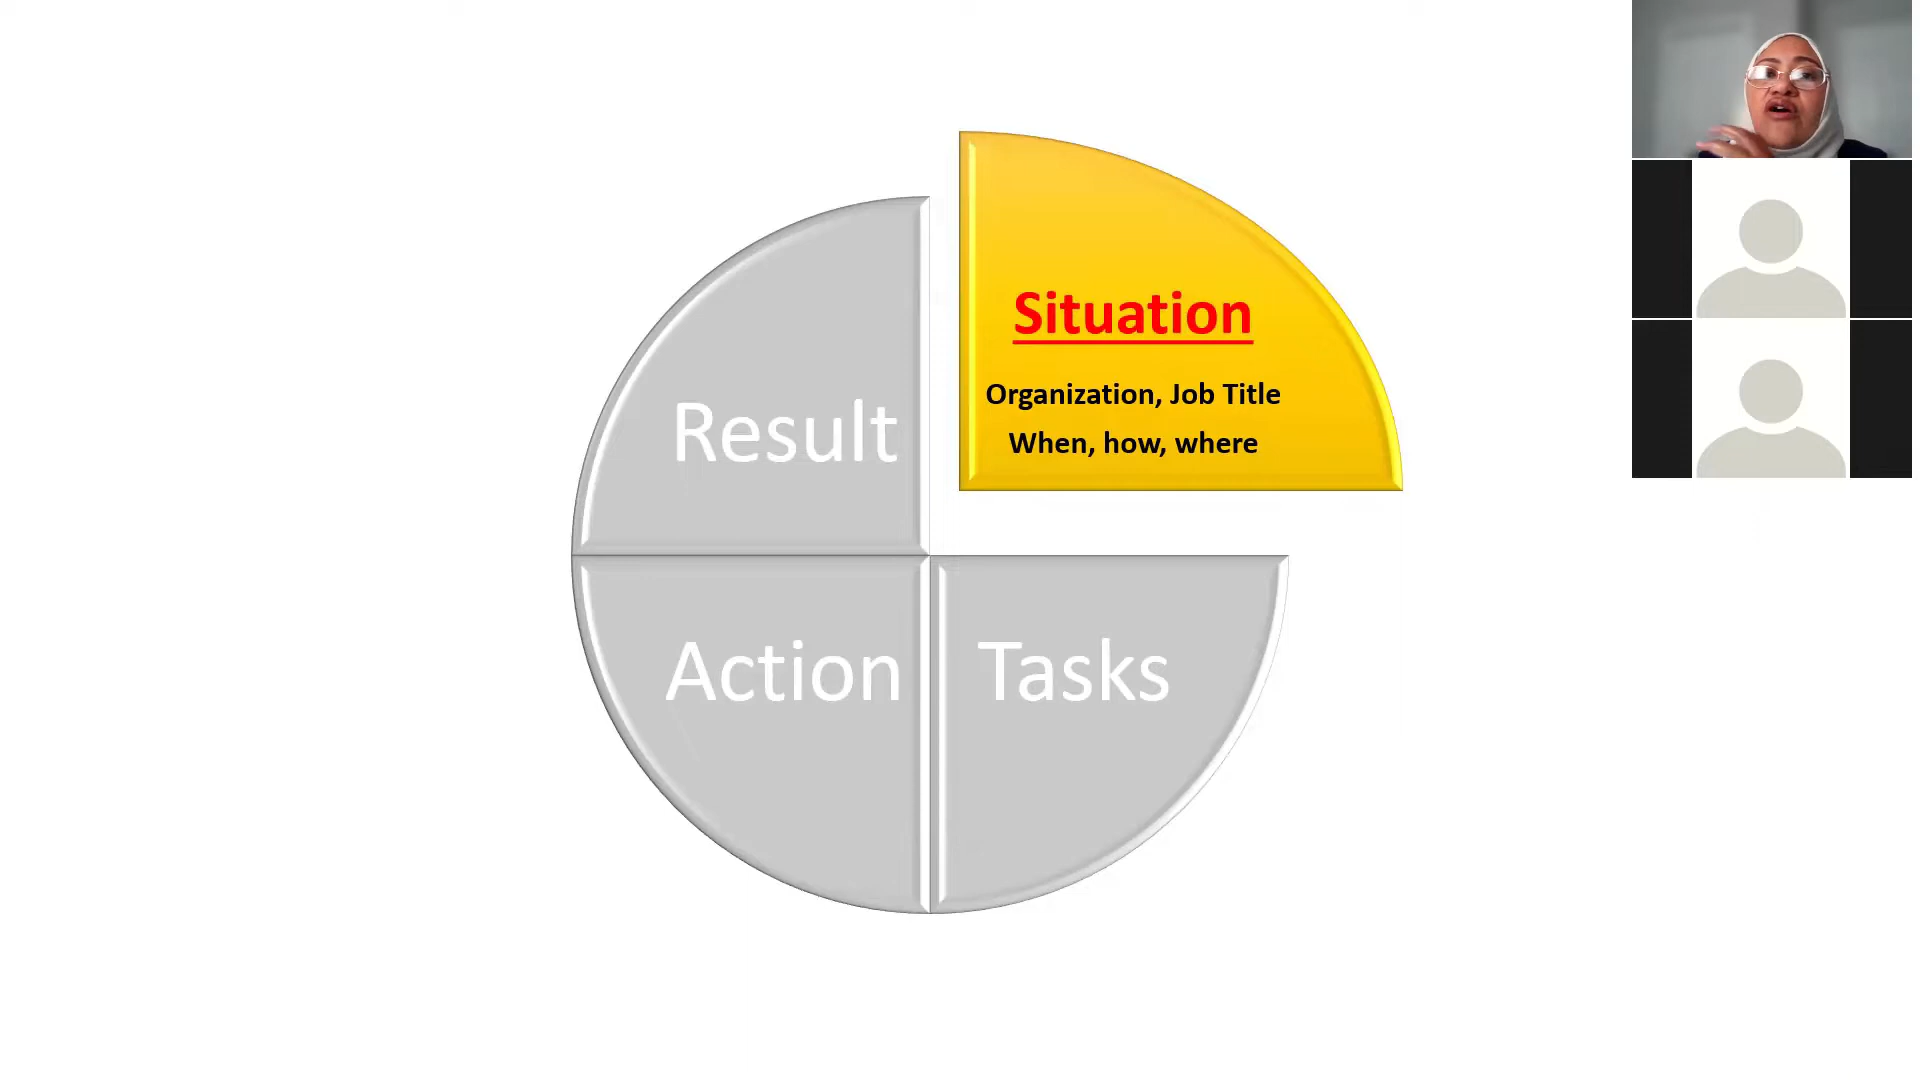 Situation
Organization, Job Title
When, how, where
Result
Action
Tasks